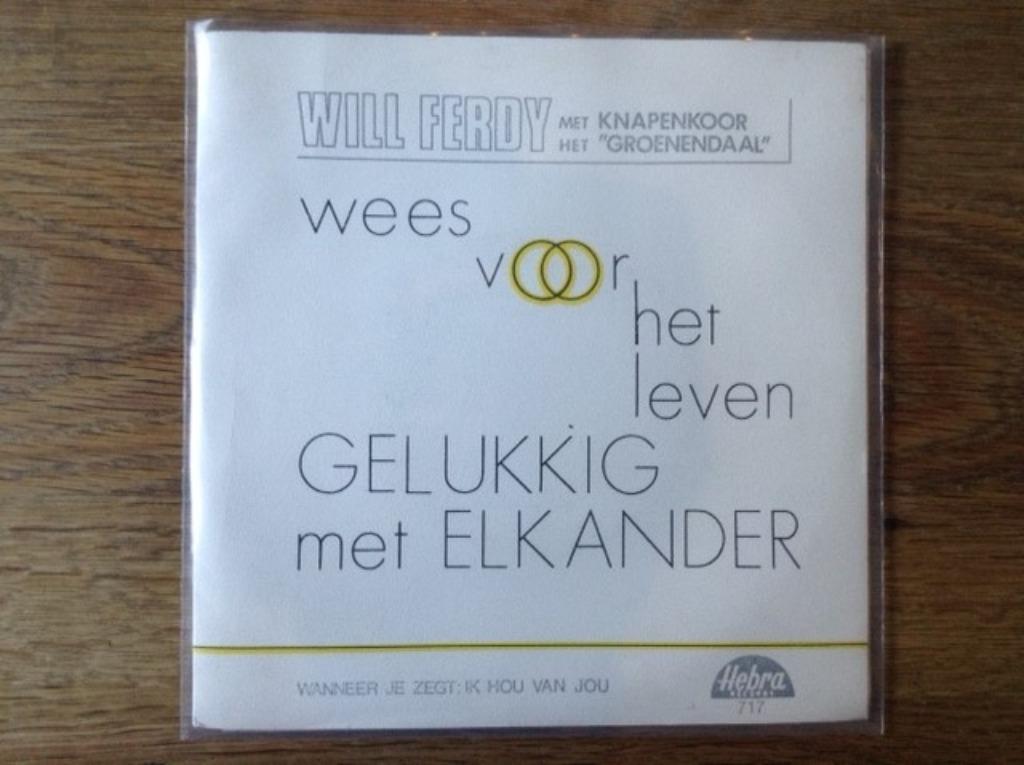 WILL FERDY MET KNAPENKOOR
HET "GROENENDAAL"
wees
voor
het
leven
GELUKKIG
met ELKANDER
WANNEER JE ZEGT: IK HOU VAN JOU
Hebra
RECORDS
717